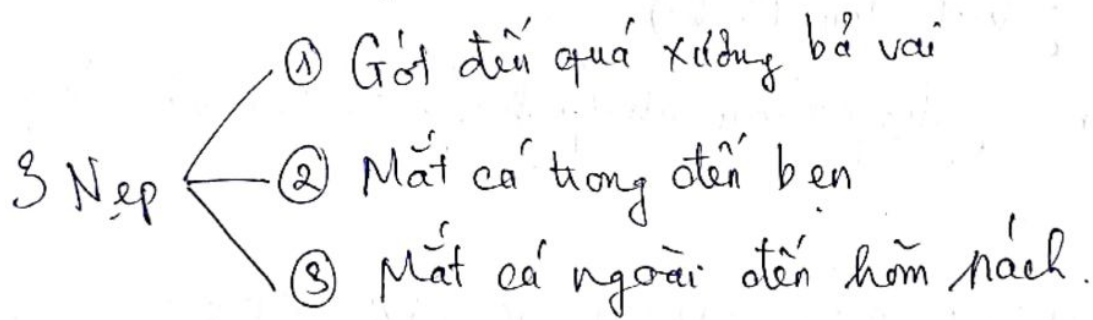 ① Gót đến quá xương bả vai
3 Nẹp
② Mắt cá trong đến bẹn
③ Mắt cá ngoài đến hõm nách.